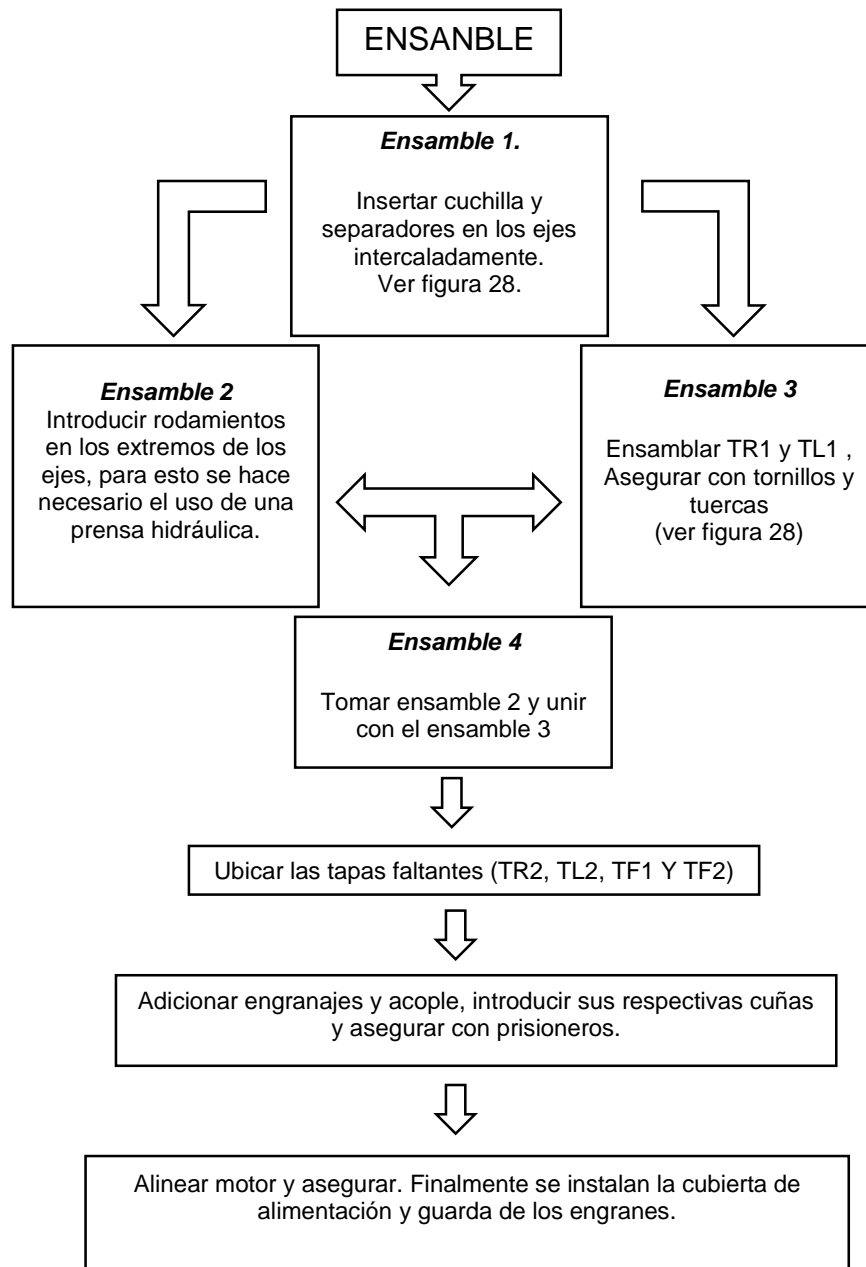 ENSANBLE
Ensamble 1.
Insertar cuchilla y
separadores en los ejes
intercaladamente.
Ver figura 28.
Ensamble 2
Introducir rodamientos
en los extremos de los
ejes, para esto se hace
necesario el uso de una
prensa hidráulica.
Ensamble 3
Ensamblar TR1 y TL1 ,
Asegurar con tornillos y
tuercas
(ver figura 28)
Ensamble 4
Tomar ensamble 2 y unir
con el ensamble 3
Ubicar las tapas faltantes (TR2, TL2, TF1 Y TF2)
Adicionar engranajes y acople, introducir sus respectivas cuñas
y asegurar con prisioneros.
Alinear motor y asegurar. Finalmente se instalan la cubierta de
alimentación y guarda de los engranes.